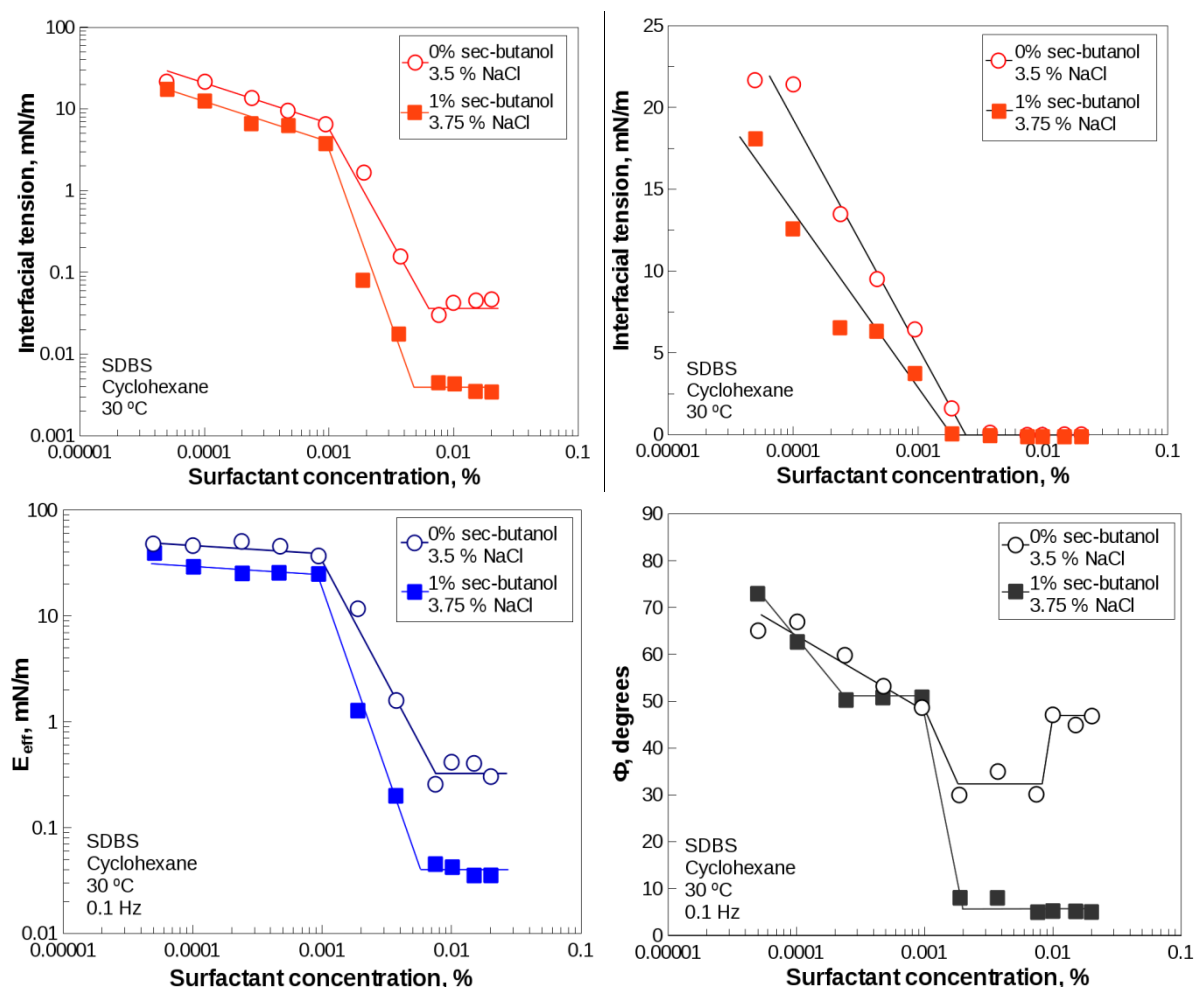 100
10
1
0.1
0.01
0.001
0.00001
0.0001
0.001
0.01
0.1
Interfacial tension, mN/m
Surfactant concentration, %
0% sec-butanol
3.5 % NaCl
1% sec-butanol
3.75 % NaCl
SDBS
Cyclohexane
30 ºC
25
20
15
10
5
0
0.00001
0.0001
0.001
0.01
0.1
Interfacial tension, mN/m
Surfactant concentration, %
0% sec-butanol
3.5 % NaCl
1% sec-butanol
3.75 % NaCl
SDBS
Cyclohexane
30 ºC
100
10
1
0.1
0.01
0.00001
0.0001
0.001
0.01
0.1
Eeff, mN/m
Surfactant concentration, %
0% sec-butanol
3.5 % NaCl
1% sec-butanol
3.75 % NaCl
SDBS
Cyclohexane
30 ºC
0.1 Hz
90
80
70
60
50
40
30
20
10
0
0.00001
0.0001
0.001
0.01
0.1
Φ, degrees
Surfactant concentration, %
0% sec-butanol
3.5 % NaCl
1% sec-butanol
3.75 % NaCl
SDBS
Cyclohexane
30 ºC
0.1 Hz